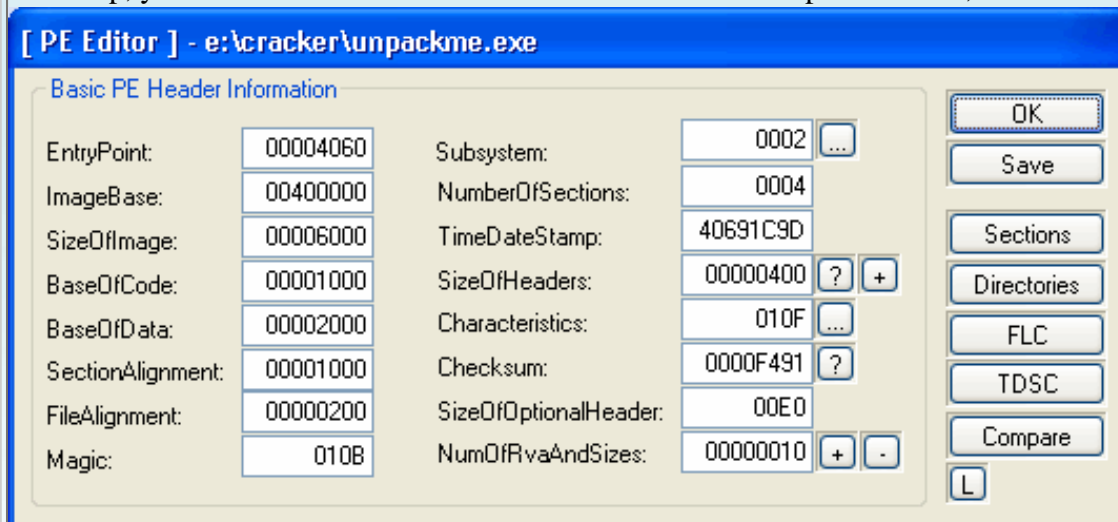 [ PE Editor ] - e:\cracker\unpackme.exe
Basic PE Header Information
EntryPoint: 00004060
ImageBase: 00400000
SizeOfImage: 00006000
BaseOfCode: 00001000
BaseOfData: 00002000
SectionAlignment: 00001000
FileAlignment: 00000200
Magic: 010B
Subsystem: 0002 ...
NumberOfSections: 0004
TimeDateStamp: 40691C9D
SizeOfHeaders: 00000400 ? +
Characteristics: 010F ...
Checksum: 0000F491 ?
SizeOfOptionalHeader: 00E0
NumOfRvaAndSizes: 00000010 + -
OK
Save
Sections
Directories
FLC
TDSC
Compare
L